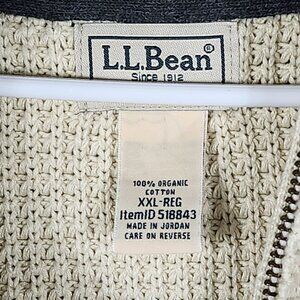 L.L.Bean®
Since 1912
100% ORGANIC
COTTON
XXL-REG
ItemID 518843
MADE IN JORDAN
CARE ON REVERSE